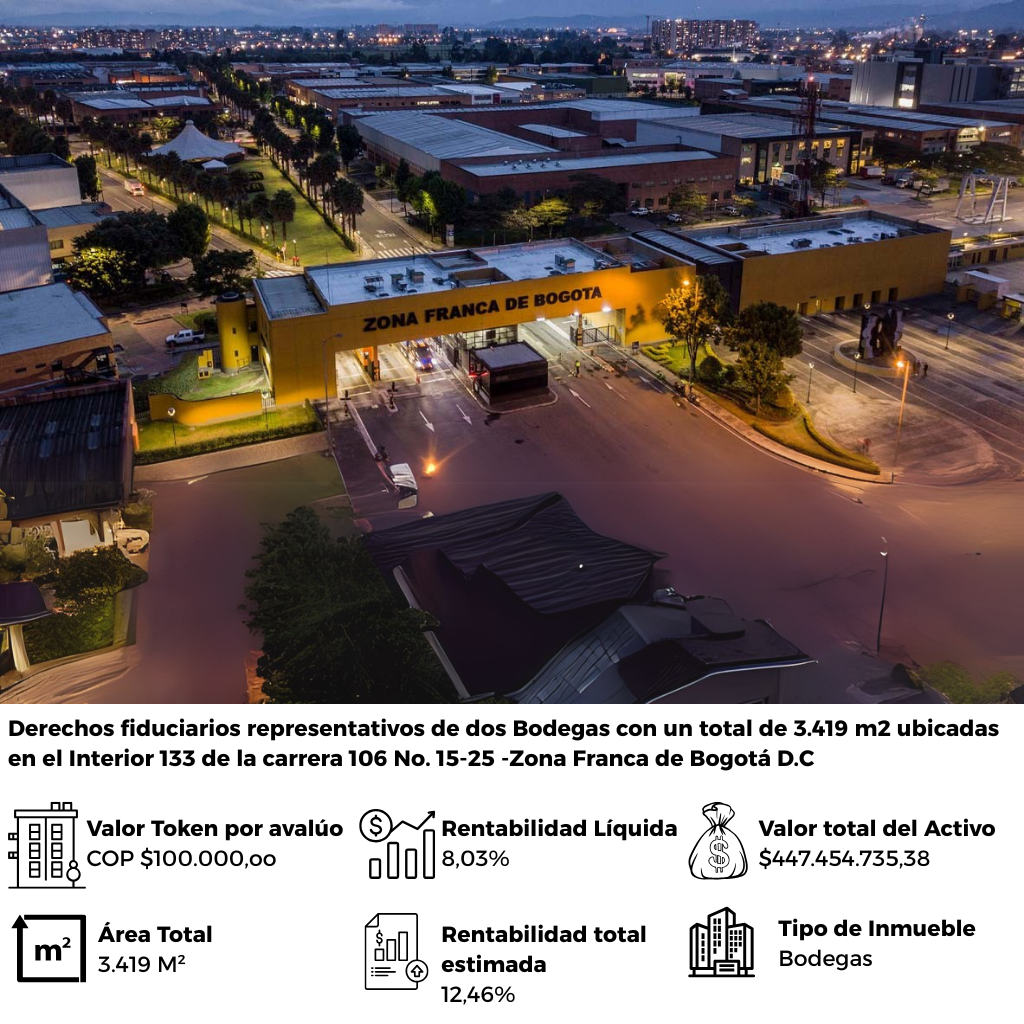 ZONA FRANCA DE BOGOTA
Derechos fiduciarios representativos de dos Bodegas con un total de 3.419 m2 ubicadas
en el Interior 133 de la carrera 106 No. 15-25 -Zona Franca de Bogotá D.C
Valor Token por avalúo
COP $100.000,oo
$
Rentabilidad Líquida
8,03%
$
Valor total del Activo
$447.454.735,38
m²
Área Total
3.419 M²
$
Rentabilidad total
estimada
12,46%
Tipo de Inmueble
Bodegas